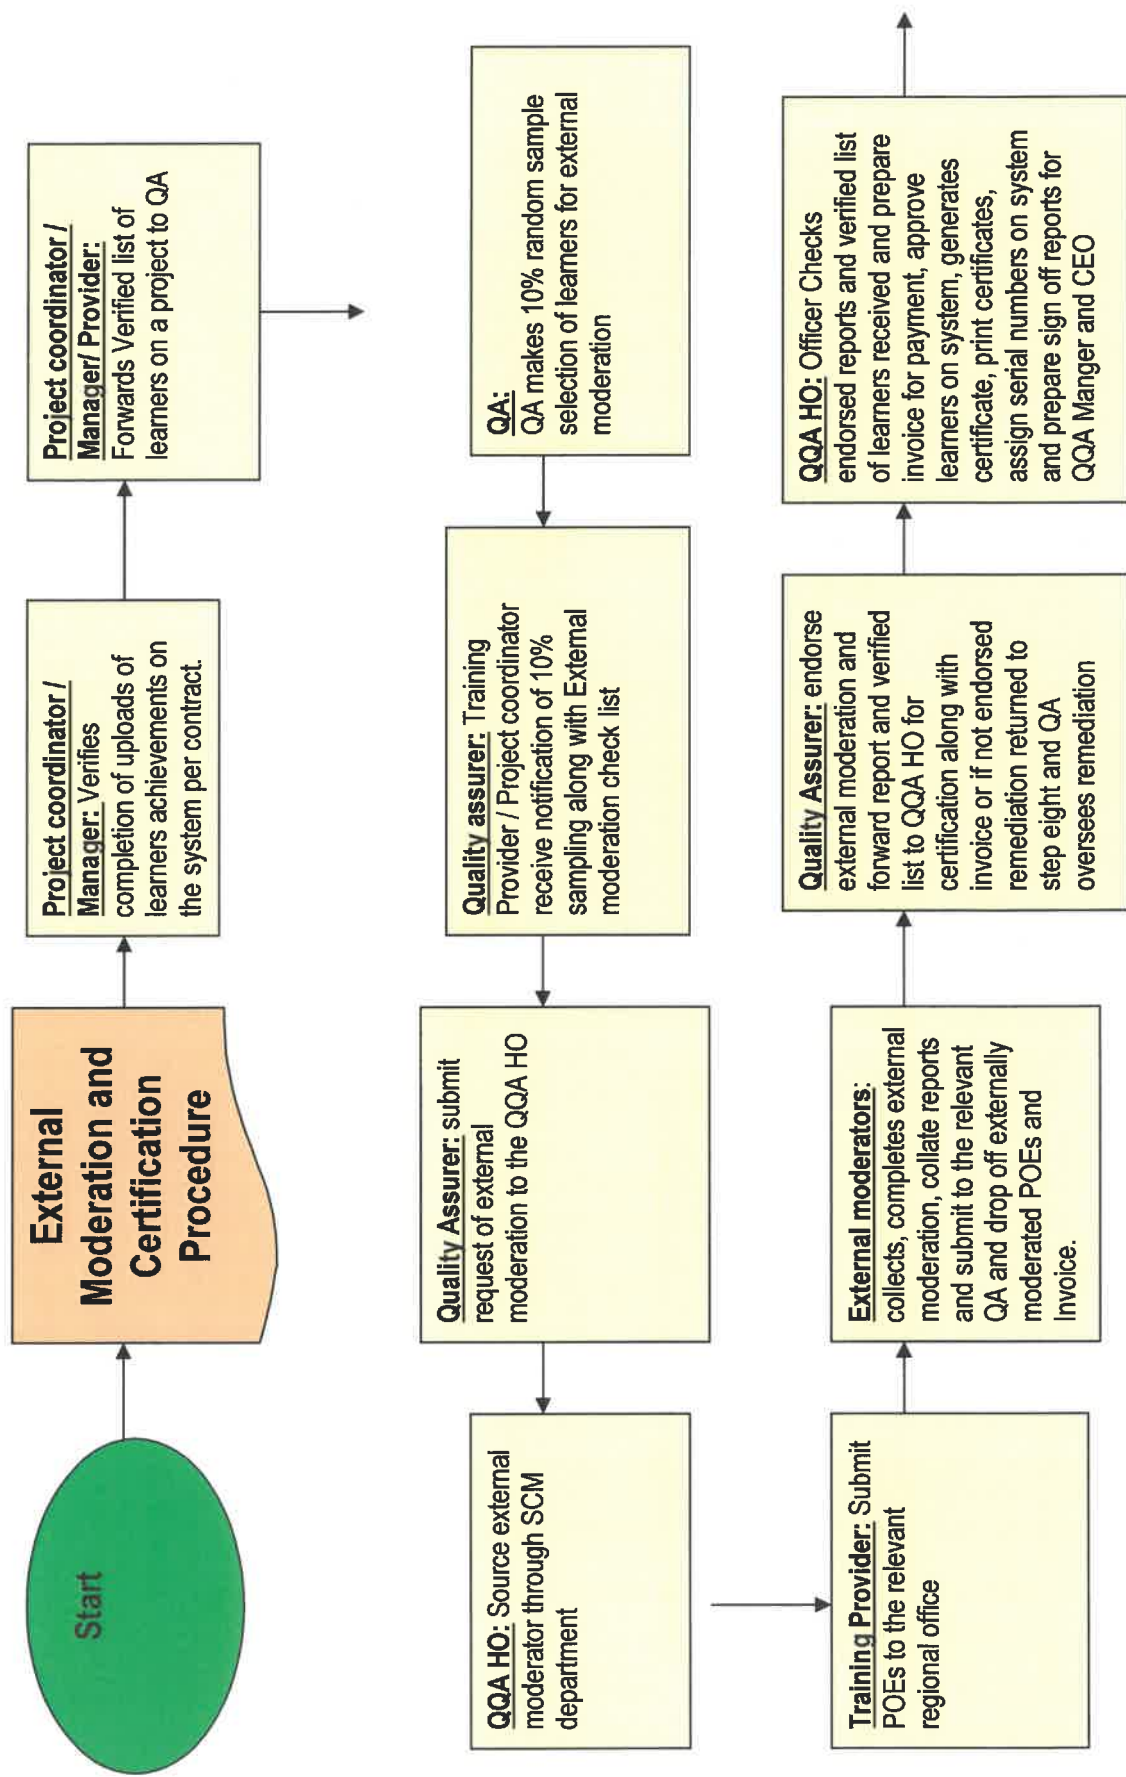 Start
External
Moderation and
Certification
Procedure
Project coordinator /
Manager: Verifies
completion of uploads of
learners achievements on
the system per contract.
Project coordinator /
Manager/ Provider:
Forwards Verified list of
learners on a project to QA
QA:
QA makes 10% random sample
selection of learners for external
moderation
Quality assurer: Training
Provider / Project coordinator
receive notification of 10%
sampling along with External
moderation check list
Quality Assurer: submit
request of external
moderation to the QQA HO
QQA HO: Source external
moderator through SCM
department
Training Provider: Submit
POEs to the relevant
regional office
External moderators:
collects, completes external
moderation, collate reports
and submit to the relevant
QA and drop off externally
moderated POEs and
Invoice.
Quality Assurer: endorse
external moderation and
forward report and verified
list to QQA HO for
certification along with
invoice or if not endorsed
remediation returned to
step eight and QA
oversees remediation
QQA HO: Officer Checks
endorsed reports and verified list
of learners received and prepare
invoice for payment, approve
learners on system, generates
certificate, print certificates,
assign serial numbers on system
and prepare sign off reports for
QQA Manger and CEO